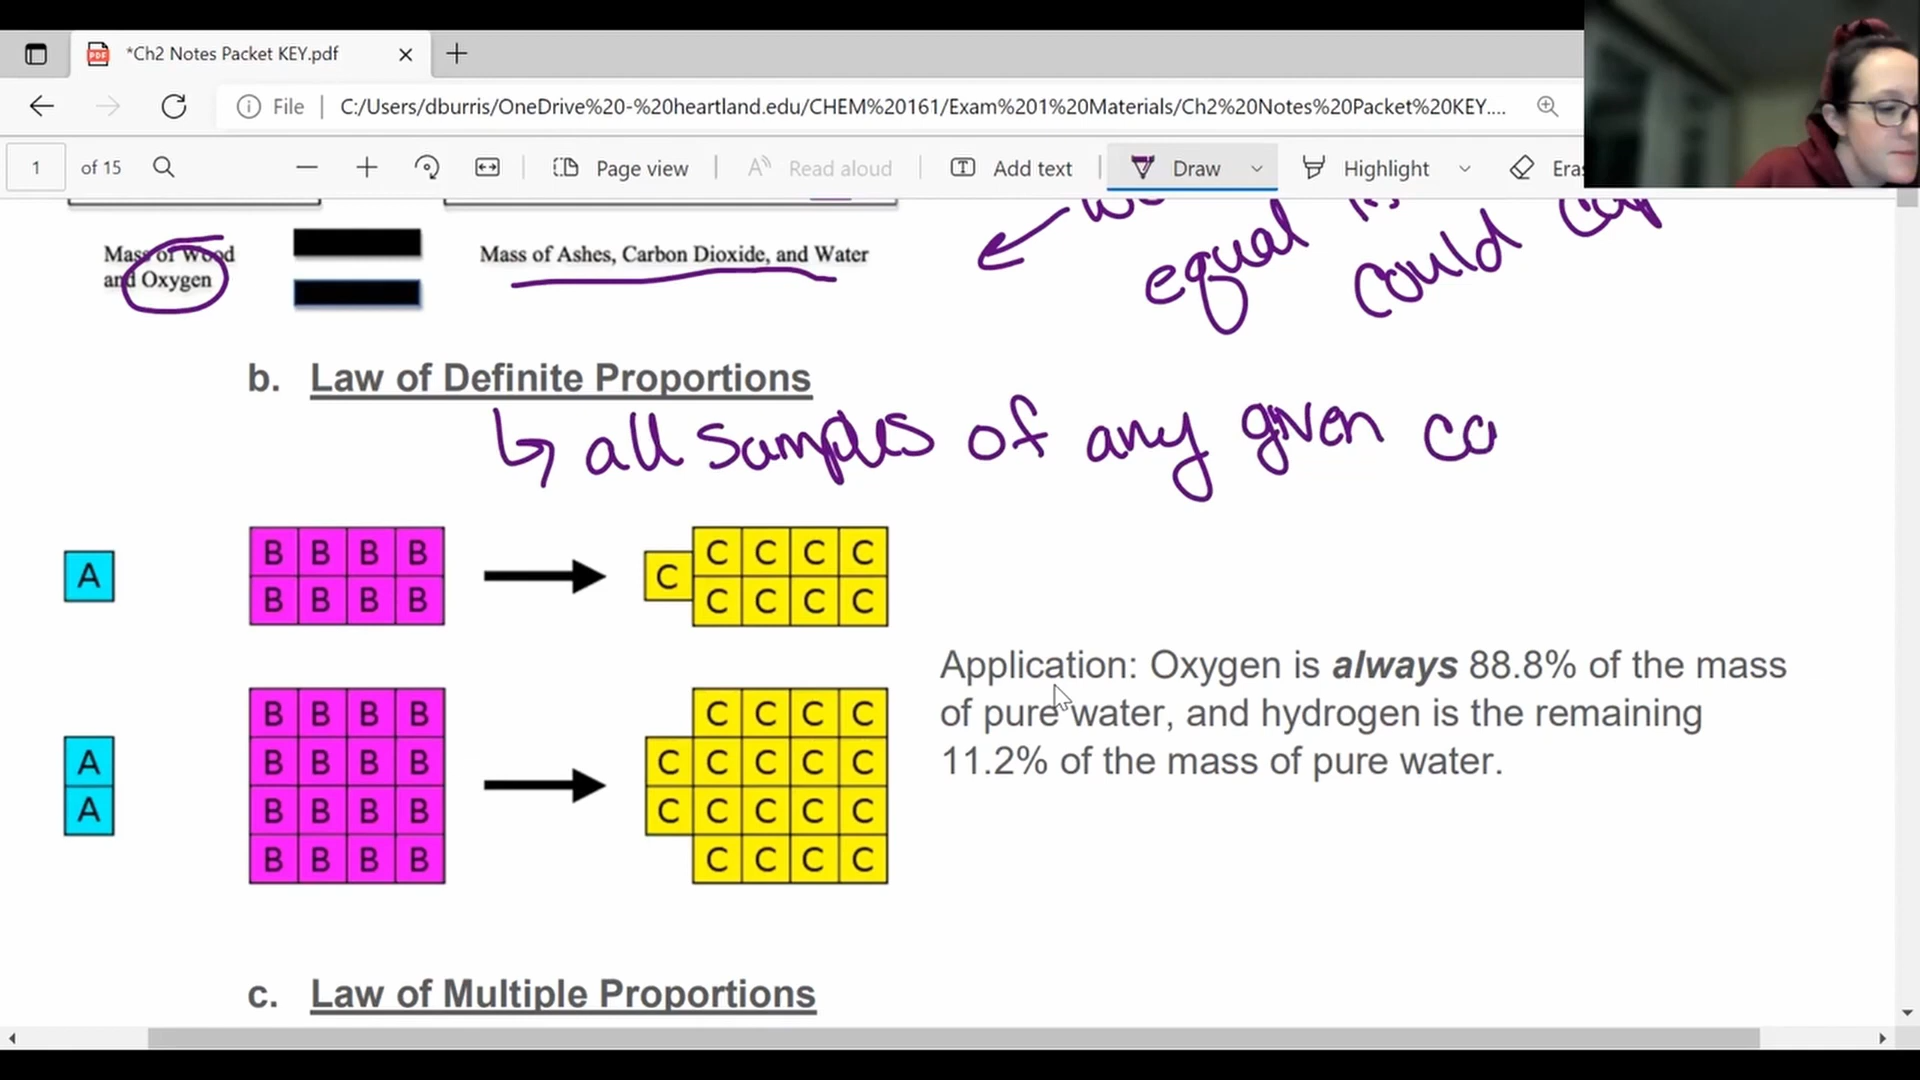 *Ch2 Notes Packet KEY.pdf
File | C:/Users/dburris/OneDrive%20-%20heartland.edu/CHEM%20161/Exam%201%20Materials/Ch2%20Notes%20Packet%20KEY....
1 of 15 Page view Read aloud Add text Draw Highlight Eras
Mass of Wood
and Oxygen
Mass of Ashes, Carbon Dioxide, and Water
equal
could
b. Law of Definite Proportions
all samples of any given co
B B B B C C C C
A C
B B B B C C C C
Application: Oxygen is always 88.8% of the mass
of pure water, and hydrogen is the remaining
11.2% of the mass of pure water.
B B B B C C C C
A B B B B C C C C C
A B B B B C C C C C
B B B B C C C C
c. Law of Multiple Proportions